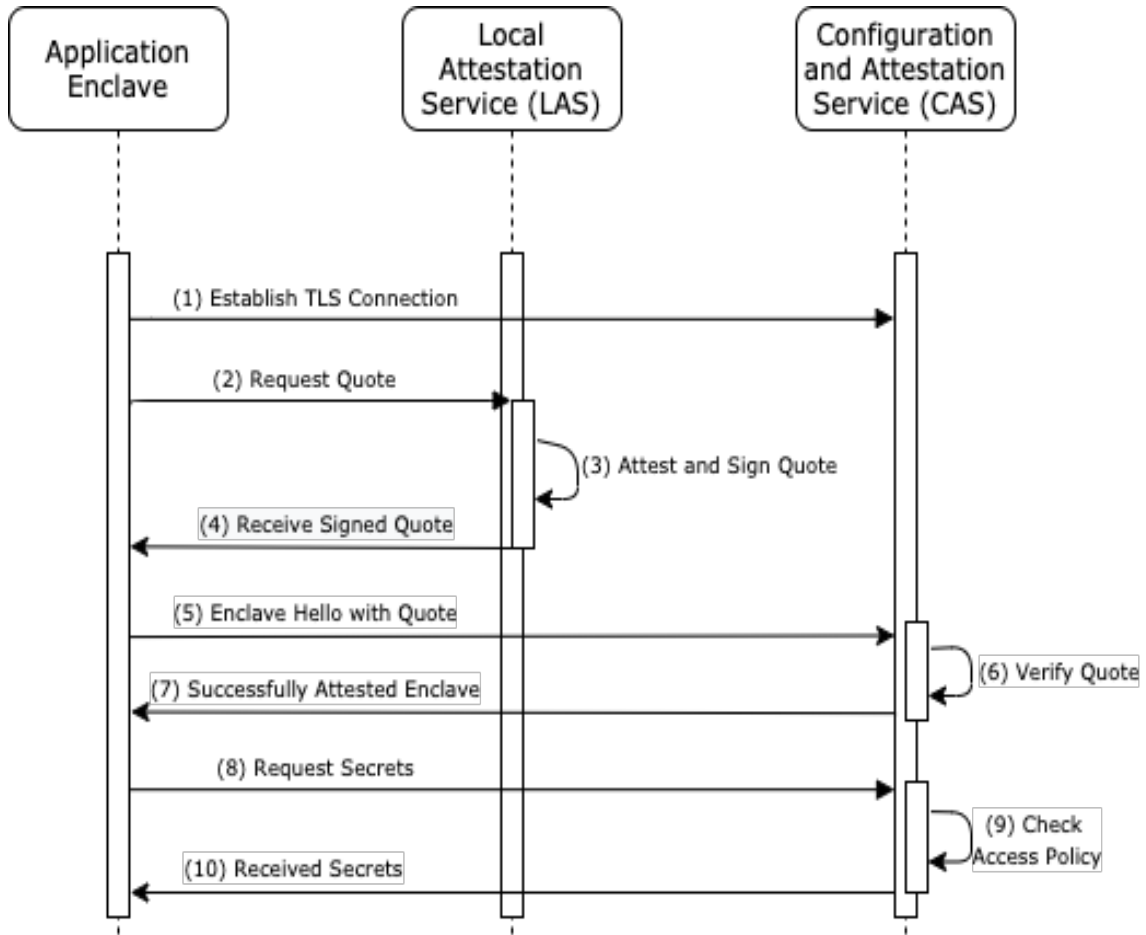 Application
Enclave
Local
Attestation
Service (LAS)
Configuration
and Attestation
Service (CAS)
(1) Establish TLS Connection
(2) Request Quote
(3) Attest and Sign Quote
(4) Receive Signed Quote
(5) Enclave Hello with Quote
(6) Verify Quote
(7) Successfully Attested Enclave
(8) Request Secrets
(9) Check
Access Policy
(10) Received Secrets